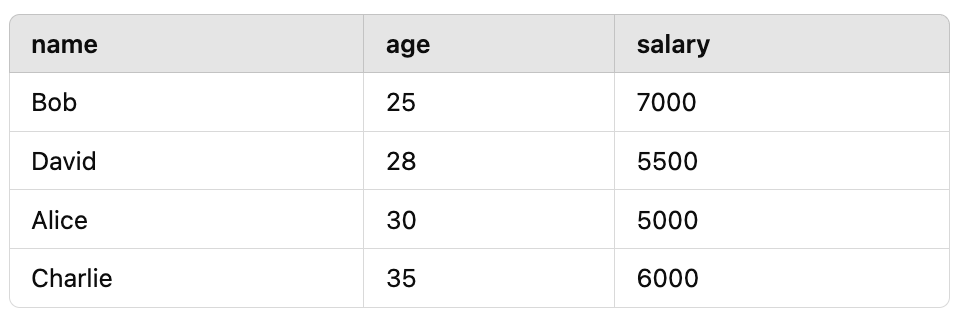 name age salary
Bob 25 7000
David 28 5500
Alice 30 5000
Charlie 35 6000